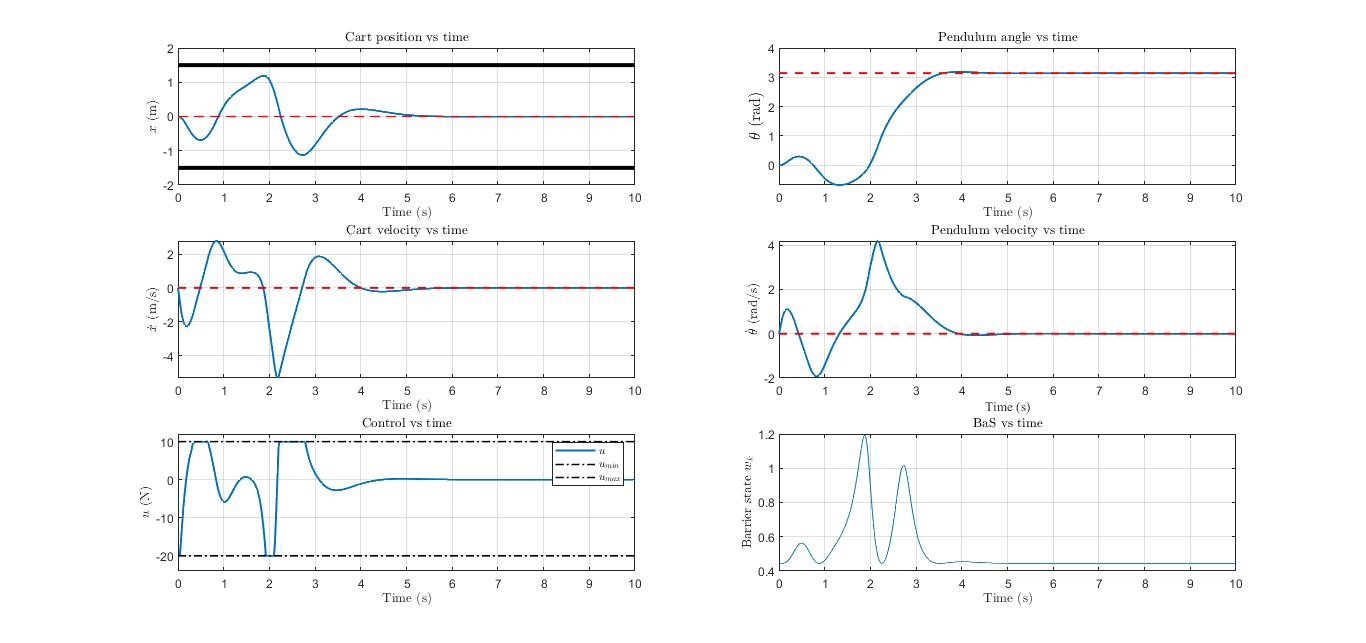 Cart position vs time
2
1
0
-1
-2
x (m)
0 1 2 3 4 5 6 7 8 9 10
Time (s)
Pendulum angle vs time
4
3
2
1
0
θ (rad)
0 1 2 3 4 5 6 7 8 9 10
Time (s)
Cart velocity vs time
2
0
-2
-4
ẋ (m/s)
0 1 2 3 4 5 6 7 8 9 10
Time (s)
Pendulum velocity vs time
4
2
0
-2
θ̇ (rad/s)
0 1 2 3 4 5 6 7 8 9 10
Time (s)
Control vs time
10
0
-10
-20
u (N)
u
u_min
u_max
0 1 2 3 4 5 6 7 8 9 10
Time (s)
BaS vs time
1.2
1
0.8
0.6
0.4
Barrier state w_k
0 1 2 3 4 5 6 7 8 9 10
Time (s)